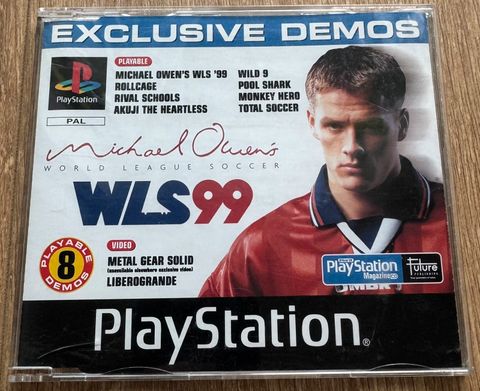 EXCLUSIVE DEMOS
PLAYABLE
MICHAEL OWEN'S WLS '99
ROLLCAGE
RIVAL SCHOOLS
AKUJI THE HEARTLESS
WILD 9
POOL SHARK
MONKEY HERO
TOTAL SOCCER
PlayStation
PAL
Michael Owen's
WORLD LEAGUE SOCCER
WLS99
PLAYABLE
8
DEMOS
VIDEO
METAL GEAR SOLID
(unavailable elsewhere exclusive video)
LIBEROGRANDE
PlayStation
Magazine
Future
PUBLISHING
UMBRO
PlayStation®